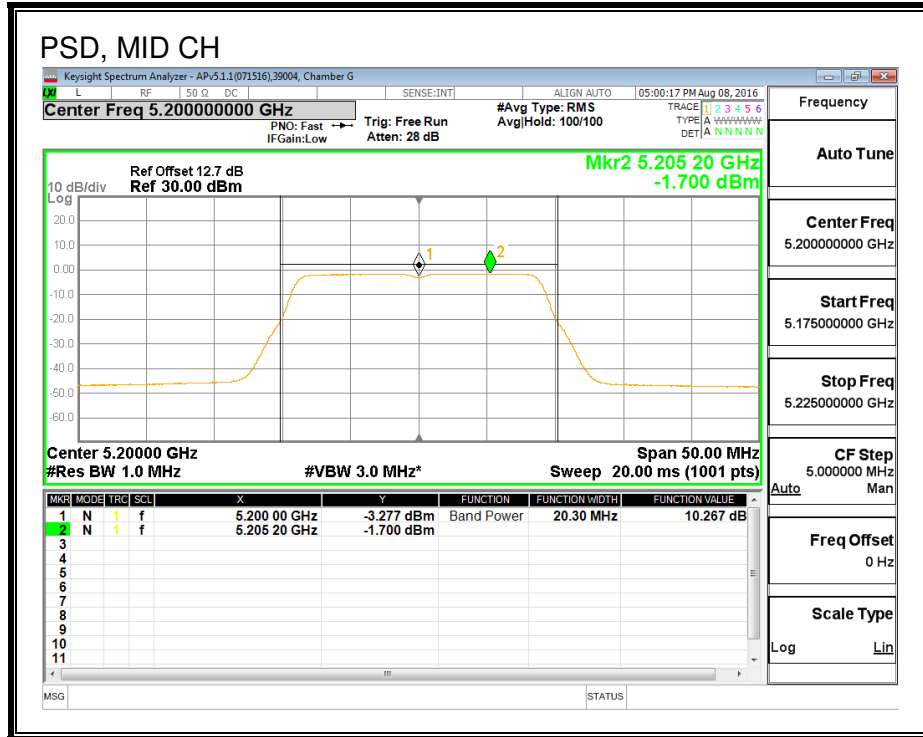 PSD, MID CH
Keysight Spectrum Analyzer - APv5.1.1(071516),39004, Chamber G
LXI L RF 50 Ω DC SENSE:INT ALIGN AUTO 05:00:17 PM Aug 08, 2016
Center Freq 5.200000000 GHz
PNO: Fast
IFGain:Low
Trig: Free Run
Atten: 28 dB
#Avg Type: RMS
Avg|Hold: 100/100
TRACE 1 2 3 4 5 6
TYPE A WWWWW
DET A N N N N N
Frequency
Auto Tune
Center Freq
5.200000000 GHz
Start Freq
5.175000000 GHz
Stop Freq
5.225000000 GHz
CF Step
5.000000 MHz
Auto Man
Freq Offset
0 Hz
Scale Type
Log Lin
Mkr2 5.205 20 GHz
-1.700 dBm
Ref Offset 12.7 dB
10 dB/div Ref 30.00 dBm
Log
20.0
10.0
0.00
-10.0
-20.0
-30.0
-40.0
-50.0
-60.0
1
2
Center 5.20000 GHz Span 50.00 MHz
#Res BW 1.0 MHz #VBW 3.0 MHz* Sweep 20.00 ms (1001 pts)
MKR MODE TRC SCL X Y FUNCTION FUNCTION WIDTH FUNCTION VALUE
1 N 1 f 5.200 00 GHz -3.277 dBm Band Power 20.30 MHz 10.267 dB
2 N 1 f 5.205 20 GHz -1.700 dBm
3
4
5
6
7
8
9
10
11
MSG STATUS